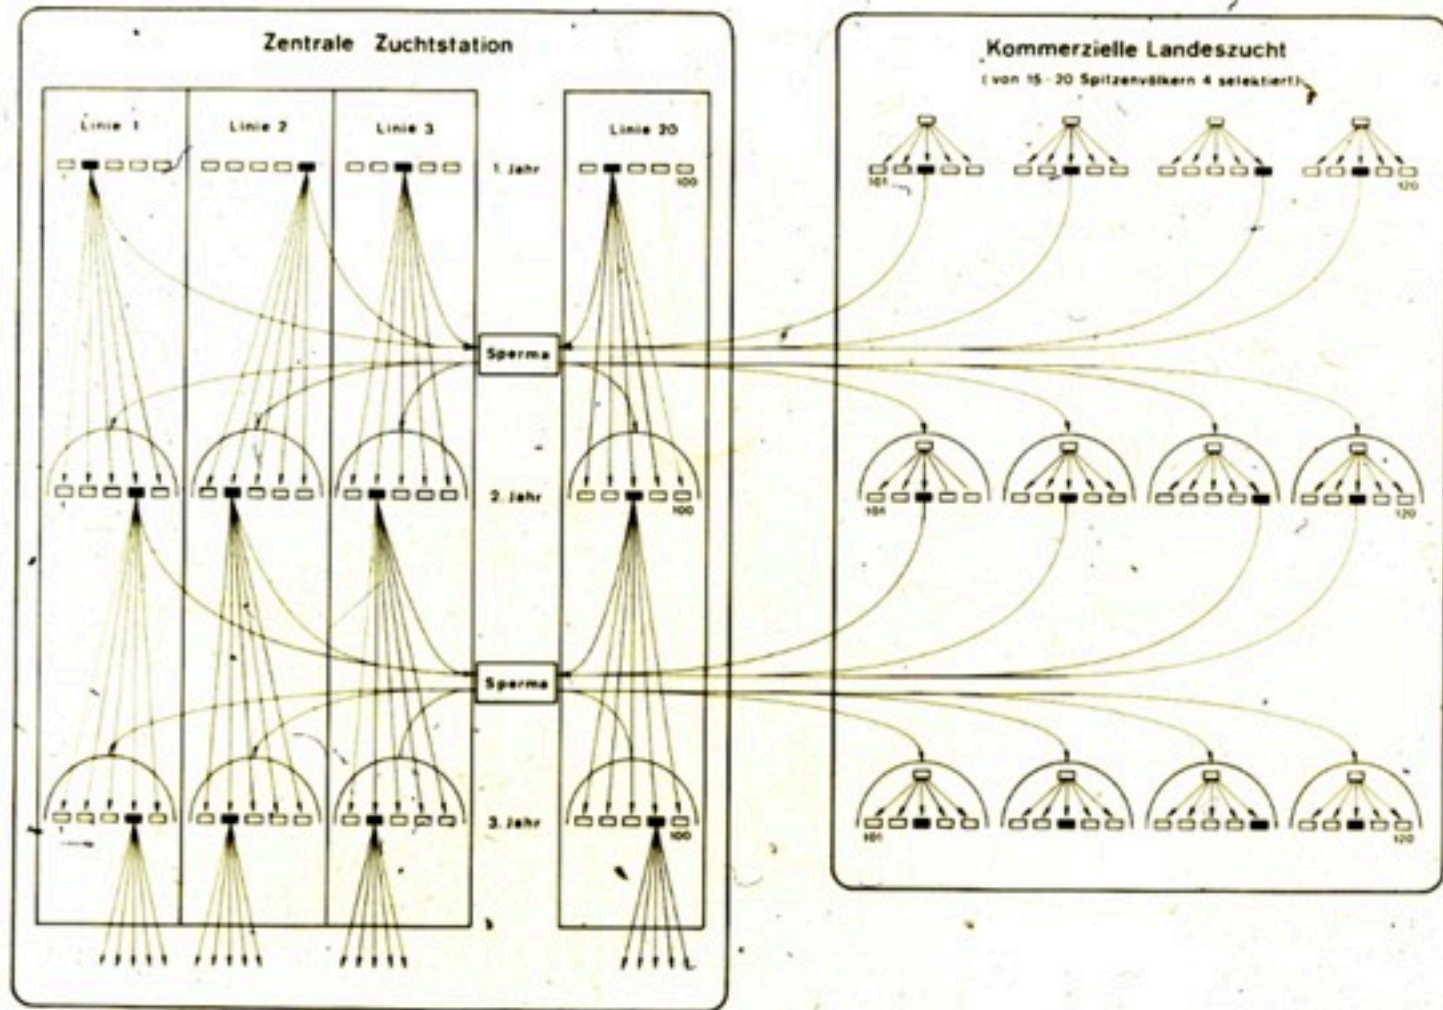 Zentrale Zuchtstation
Linie 1
Linie 2
Linie 3
Linie 20
1. Jahr
100
Sperma
2. Jahr
100
Sperma
3. Jahr
100
Kommerzielle Landeszucht
(von 15-20 Spitzenvölkern 4 selektiert)
101
120
101
120
101
120